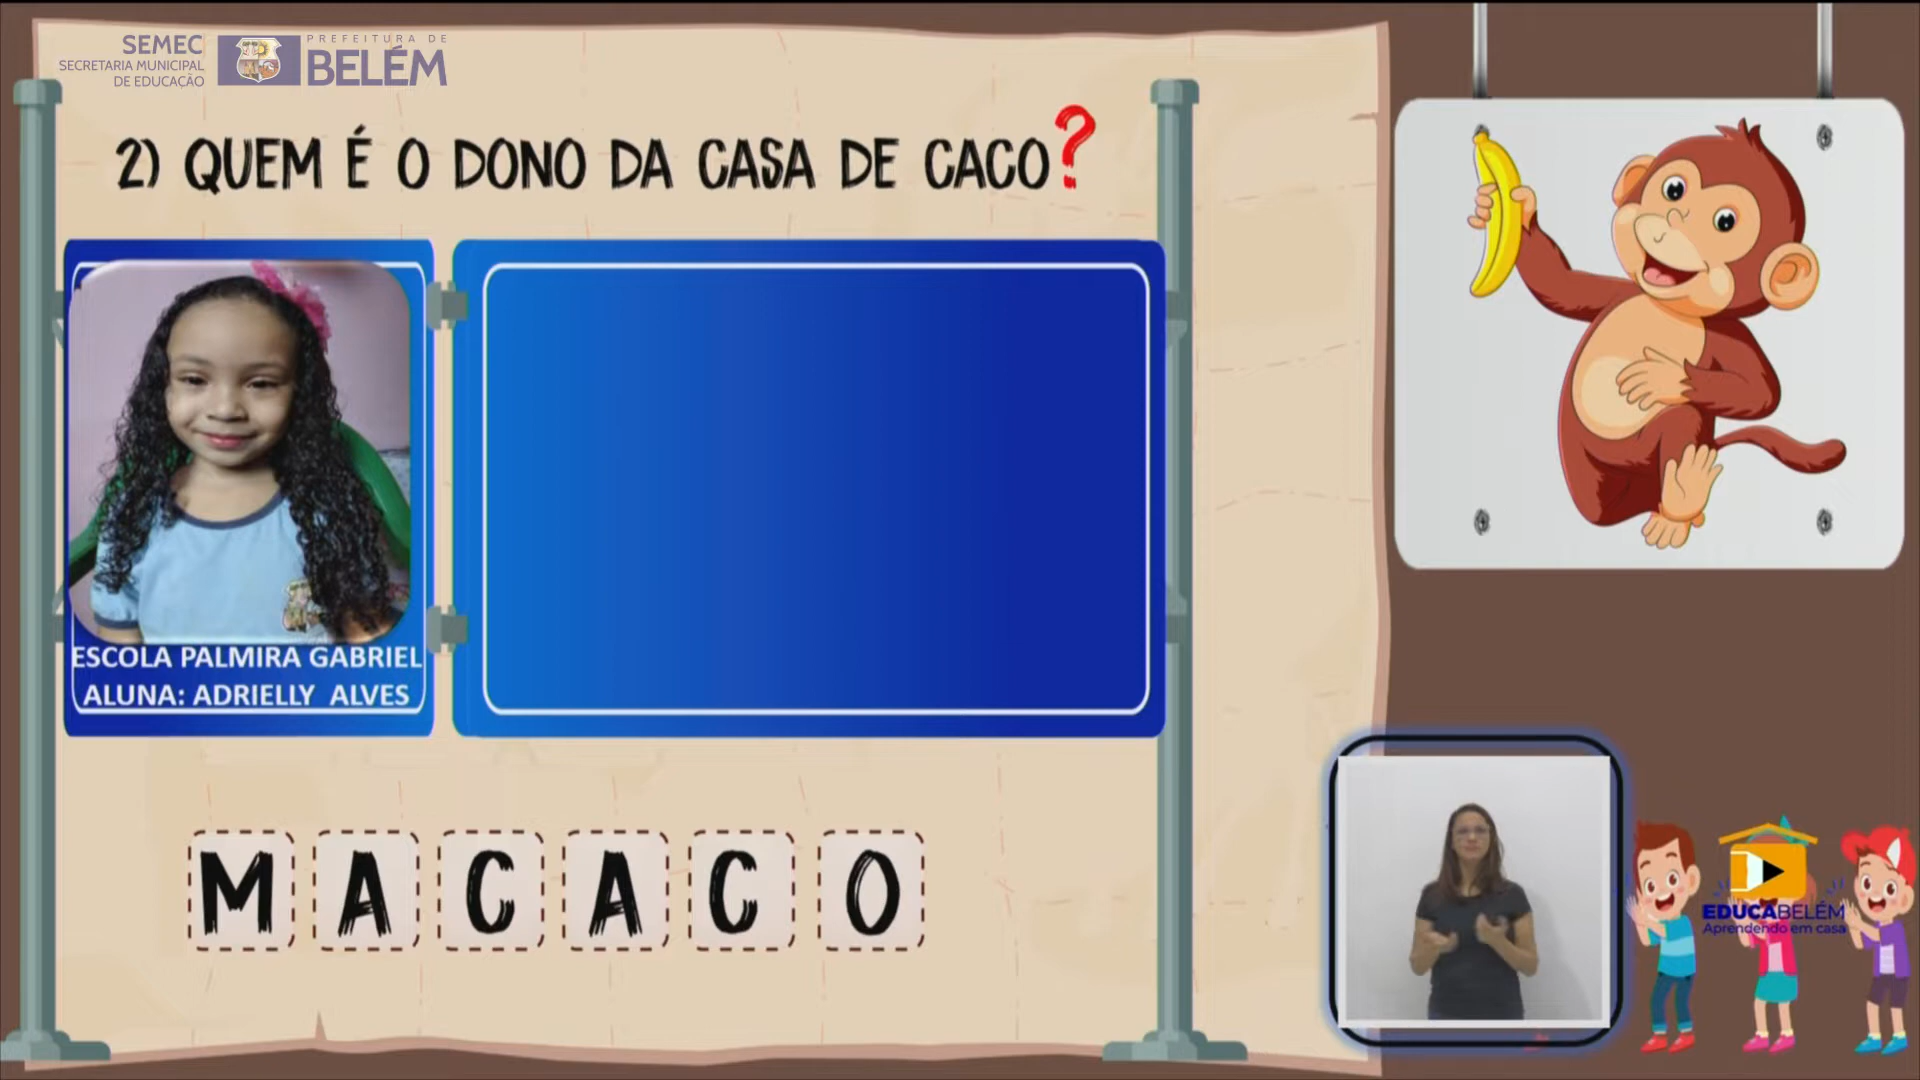 SEMEC
SECRETARIA MUNICIPAL
DE EDUCAÇÃO
PREFEITURA DE
BELÉM
2) QUEM É O DONO DA CASA DE CACO?
ESCOLA PALMIRA GABRIEL
ALUNA: ADRIELLY ALVES
MACACO
EDUCABELÉM
Aprendendo em casa